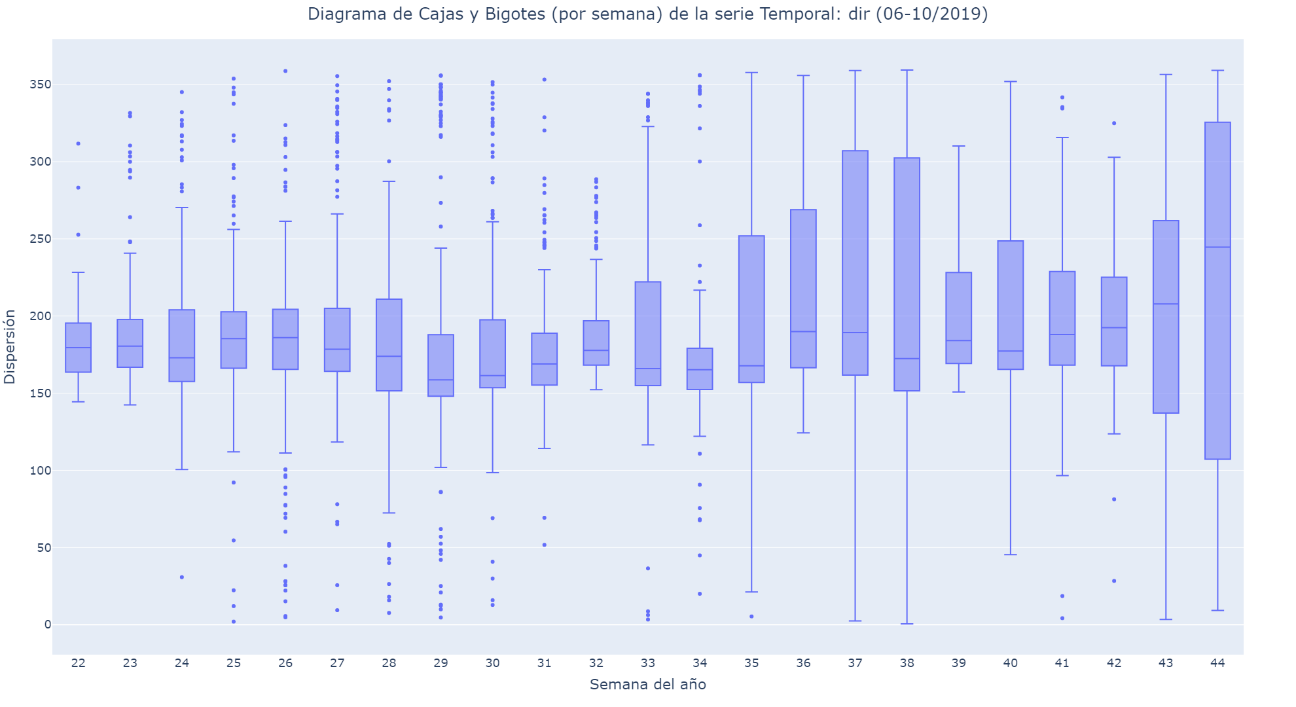 Diagrama de Cajas y Bigotes (por semana) de la serie Temporal: dir (06-10/2019)
Dispersión
350
300
250
200
150
100
50
0
22 23 24 25 26 27 28 29 30 31 32 33 34 35 36 37 38 39 40 41 42 43 44
Semana del año